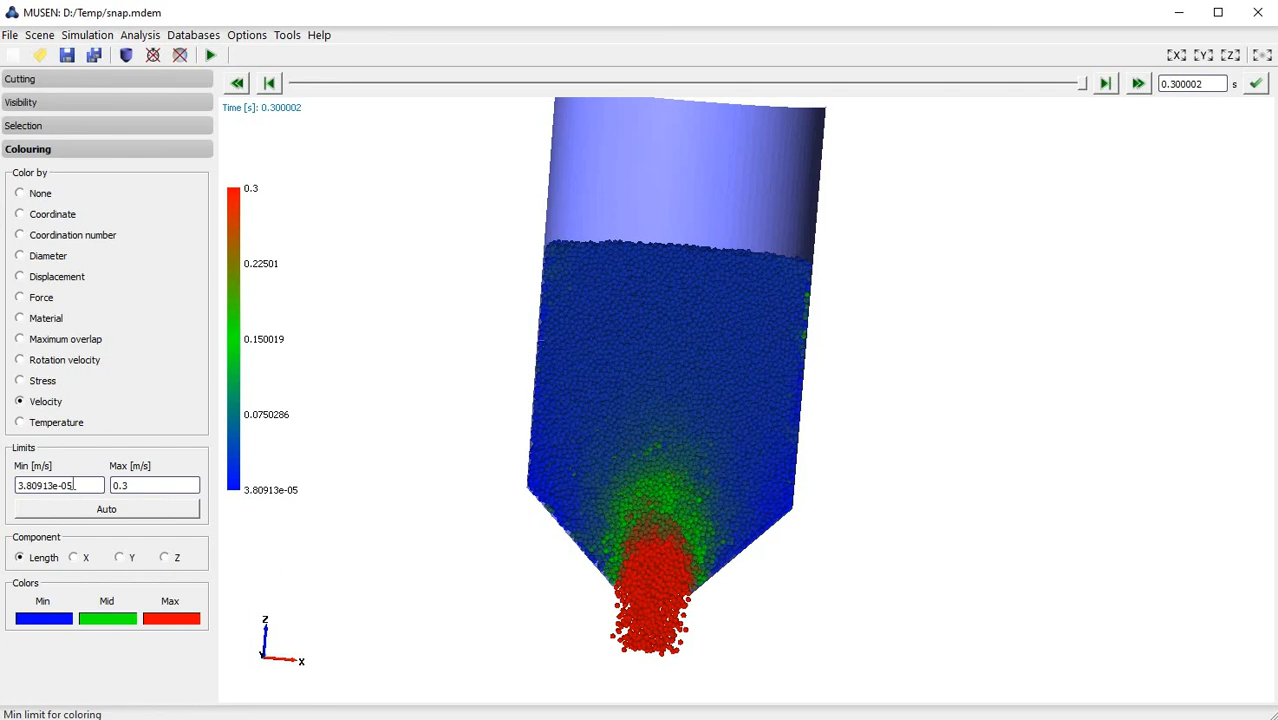 MUSEN: D:/Temp/snap.mdem
File Scene Simulation Analysis Databases Options Tools Help
[X] [Y] [Z]
Cutting
Visibility
Selection
Colouring
Color by
None
Coordinate
Coordination number
Diameter
Displacement
Force
Material
Maximum overlap
Rotation velocity
Stress
Velocity
Temperature
Limits
Min [m/s] Max [m/s]
3.80913e-05 0.3
Auto
Component
Length X Y Z
Colors
Min Mid Max
0.300002 s
Time [s]: 0.300002
0.3
0.22501
0.150019
0.0750286
3.80913e-05
Z
Y
X
Min limit for coloring